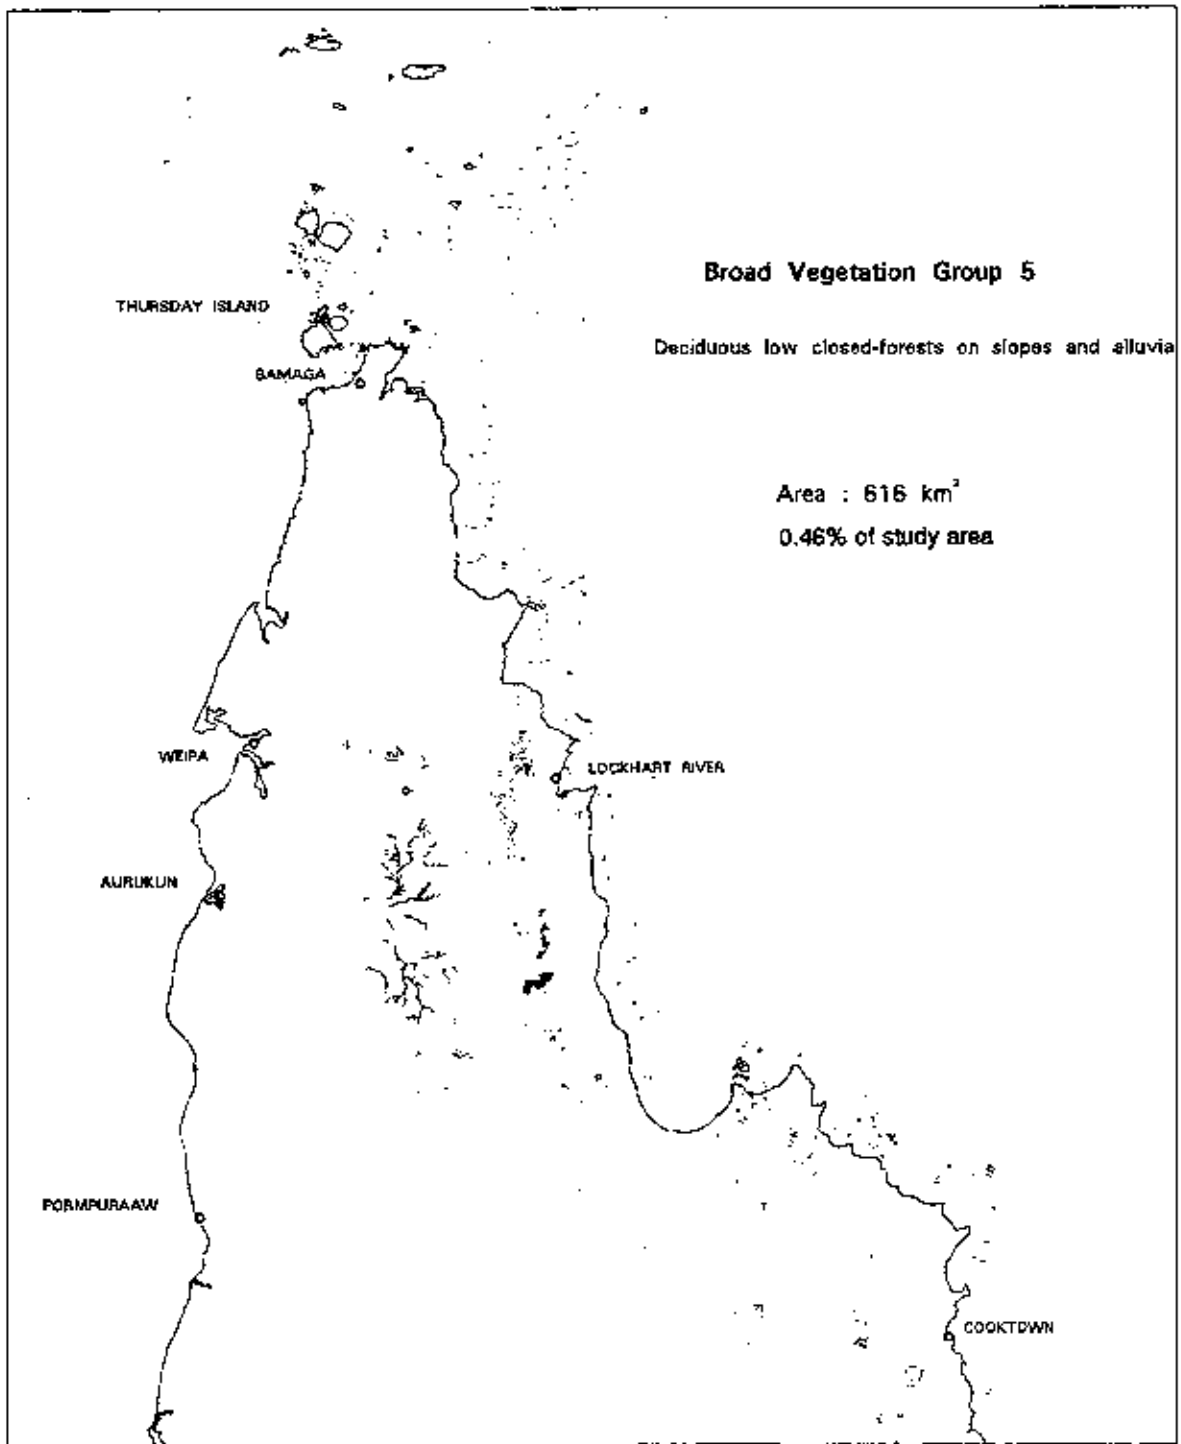 Broad Vegetation Group 5
THURSDAY ISLAND
Deciduous low closed-forests on slopes and alluvia
BAMAGA
Area : 616 km²
0.46% of study area
WEIPA
LOCKHART RIVER
AURUKUN
PORMPURAAW
COOKTOWN